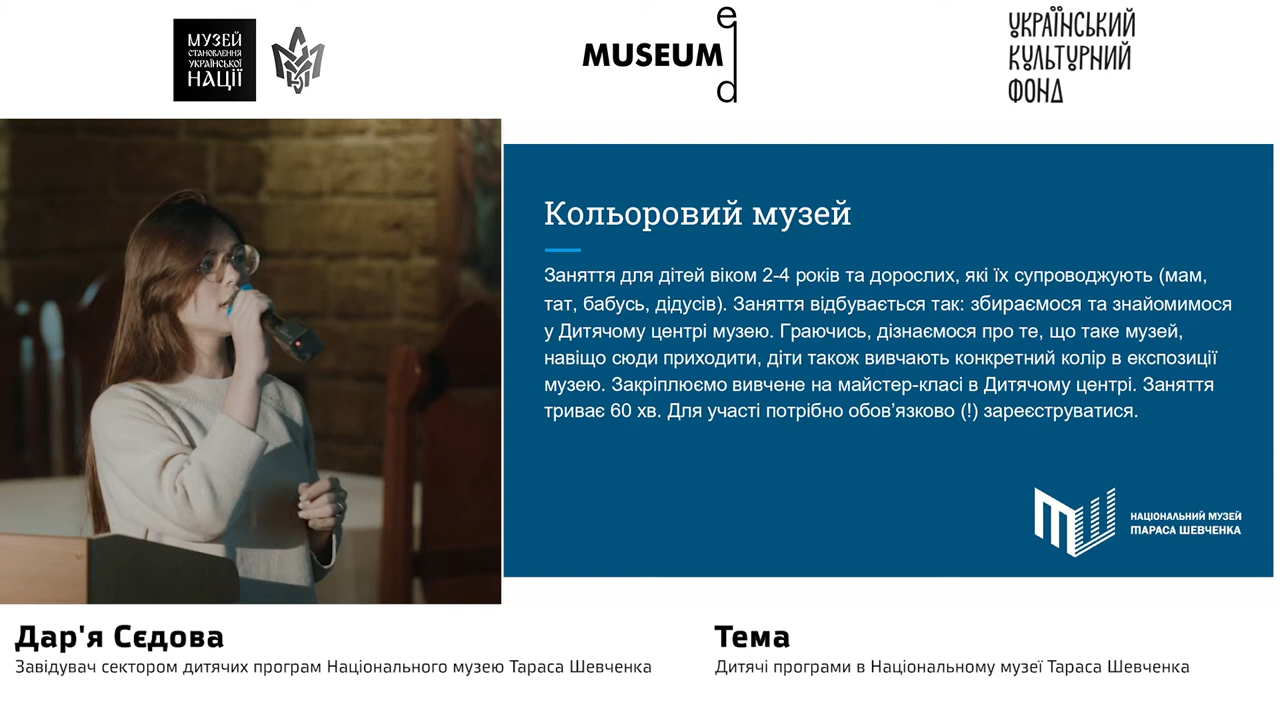 МУЗЕЙ
СТАНОВЛЕННЯ
УКРАЇНСЬКОЇ
НАЦІЇ
MUSEUM
ed
УКРАЇНСЬКИЙ
КУЛЬТУРНИЙ
ФОНД
Кольоровий музей
Заняття для дітей віком 2-4 років та дорослих, які їх супроводжують (мам,
тат, бабусь, дідусів). Заняття відбувається так: збираємося та знайомимося
у Дитячому центрі музею. Граючись, дізнаємося про те, що таке музей,
навіщо сюди приходити, діти також вивчають конкретний колір в експозиції
музею. Закріплюємо вивчене на майстер-класі в Дитячому центрі. Заняття
триває 60 хв. Для участі потрібно обов’язково (!) зареєструватися.
НАЦІОНАЛЬНИЙ МУЗЕЙ
ТАРАСА ШЕВЧЕНКА
Дар'я Сєдова
Завідувач сектором дитячих програм Національного музею Тараса Шевченка
Тема
Дитячі програми в Національному музеї Тараса Шевченка